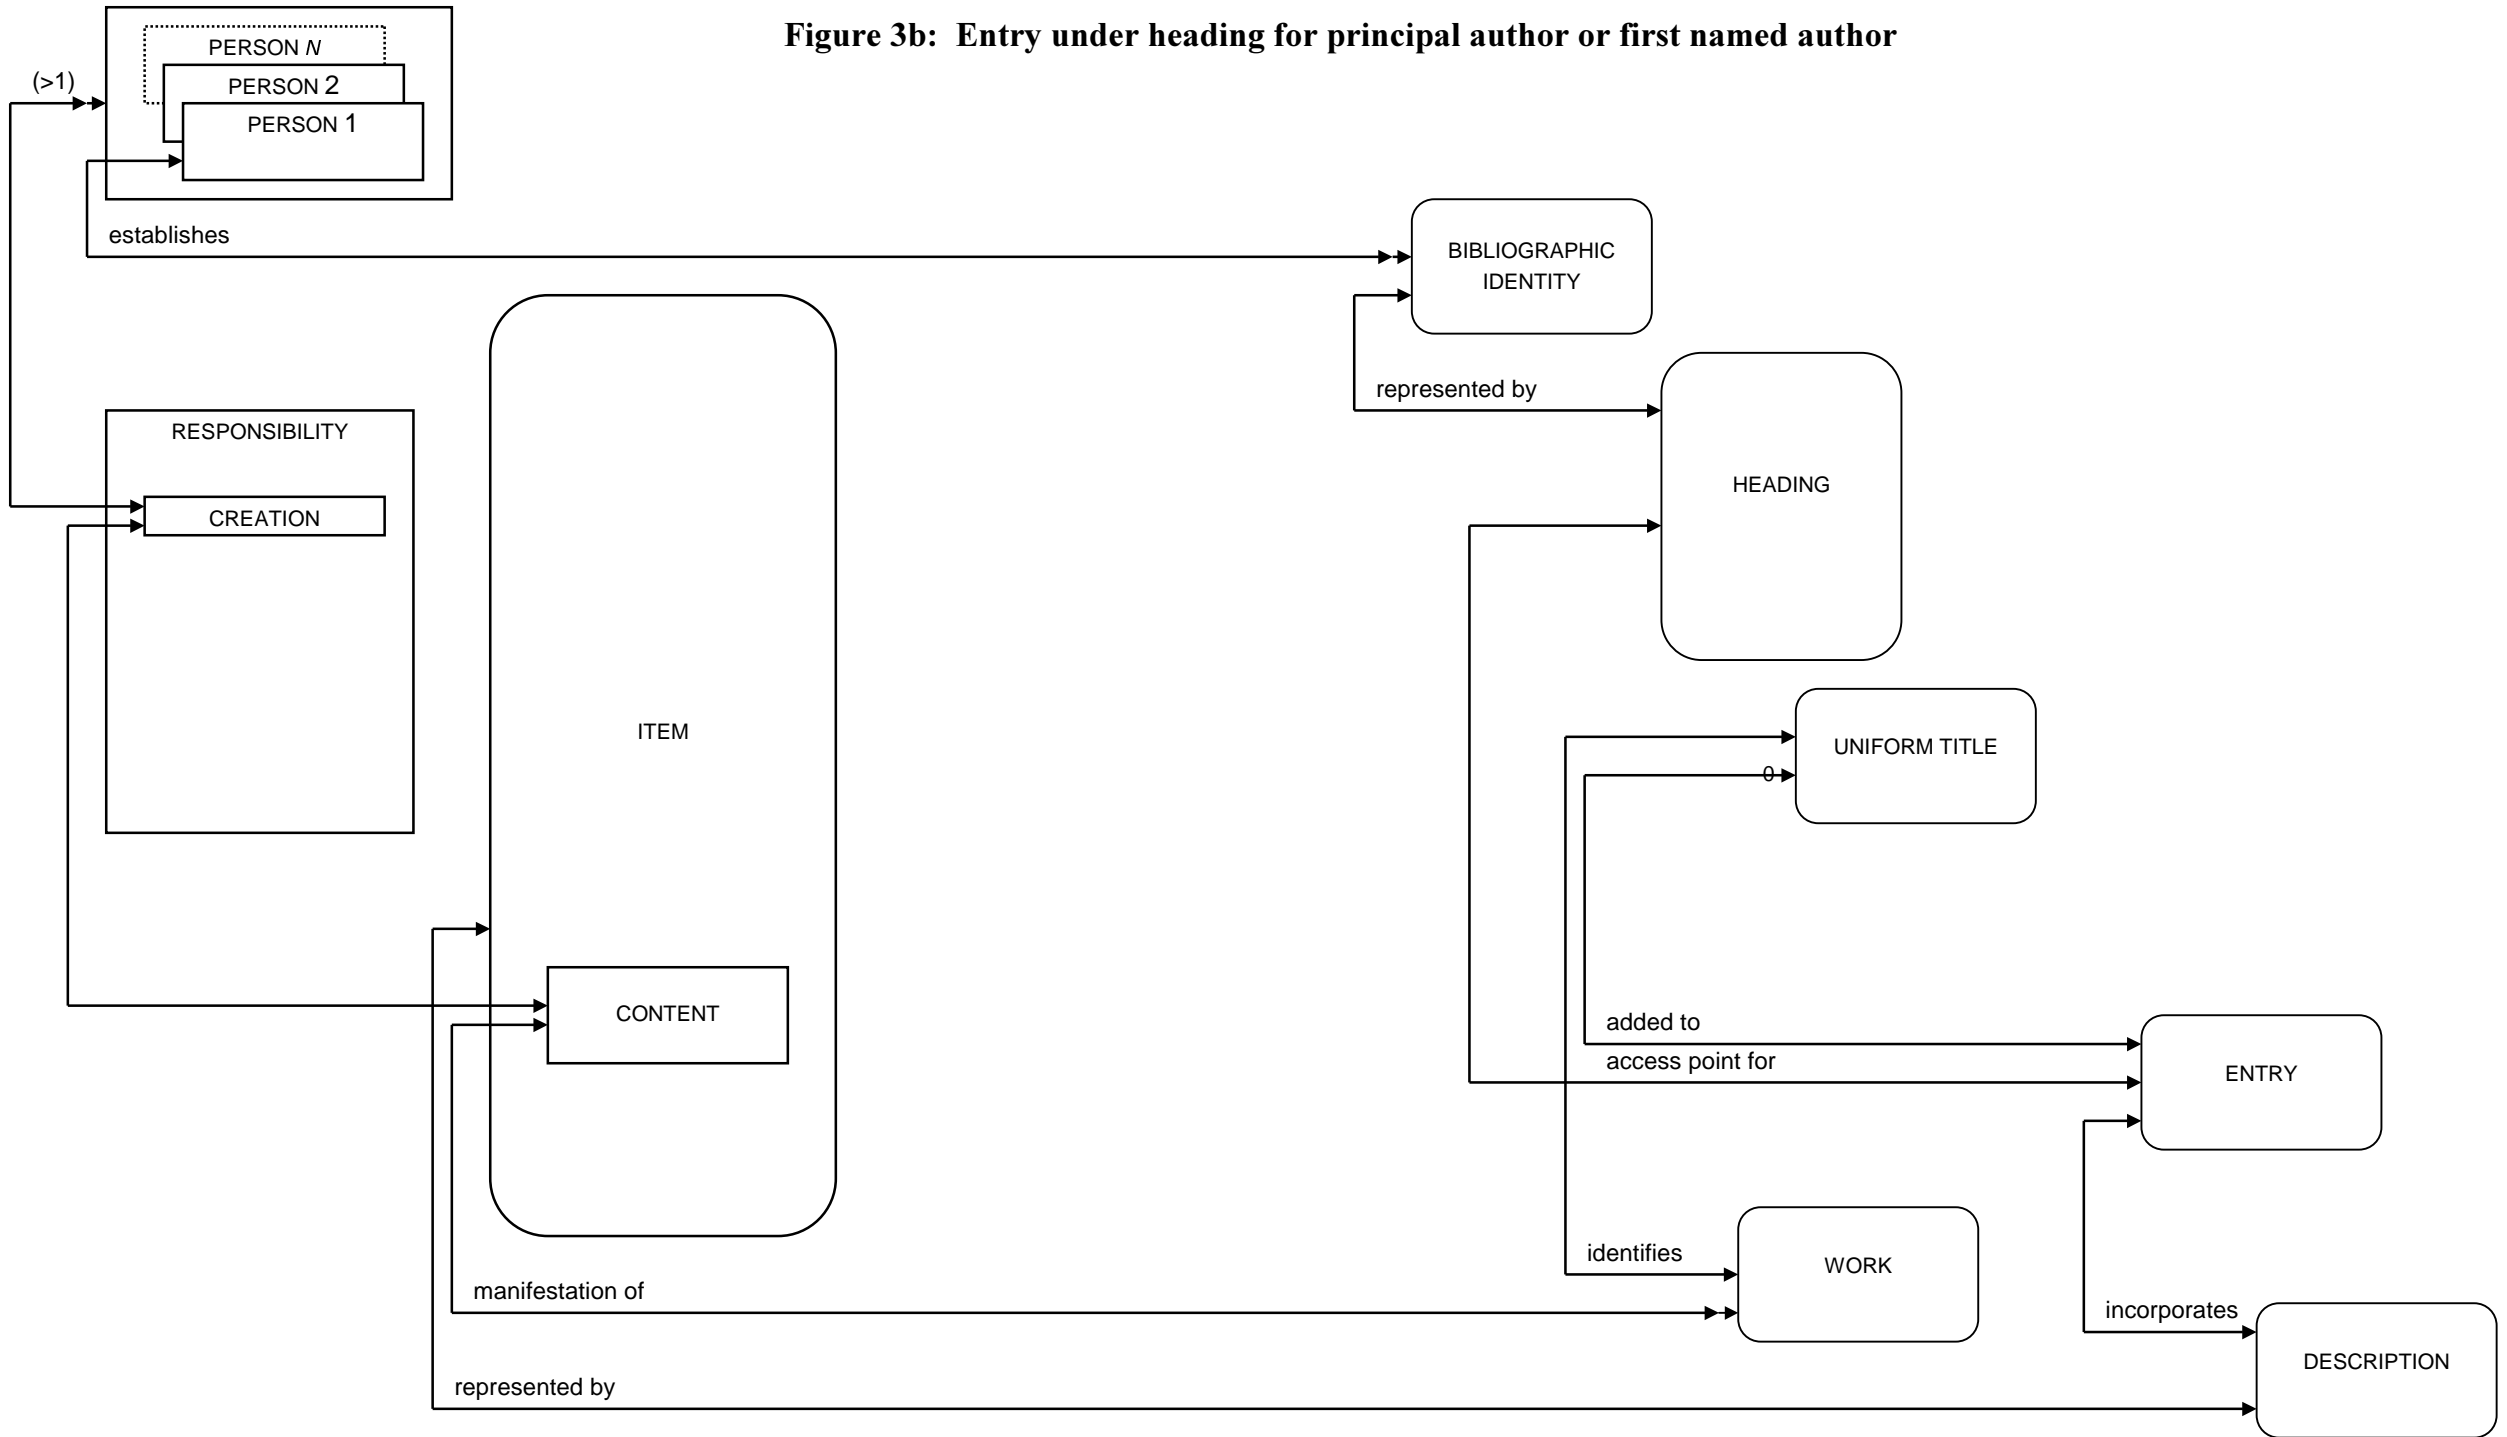 Figure 3b:  Entry under heading for principal author or first named author
PERSON N
(>1)
PERSON 2
PERSON 1
establishes
BIBLIOGRAPHIC
IDENTITY
represented by
RESPONSIBILITY
HEADING
CREATION
ITEM
UNIFORM TITLE
0
CONTENT
added to
access point for
ENTRY
identifies
WORK
manifestation of
incorporates
DESCRIPTION
represented by